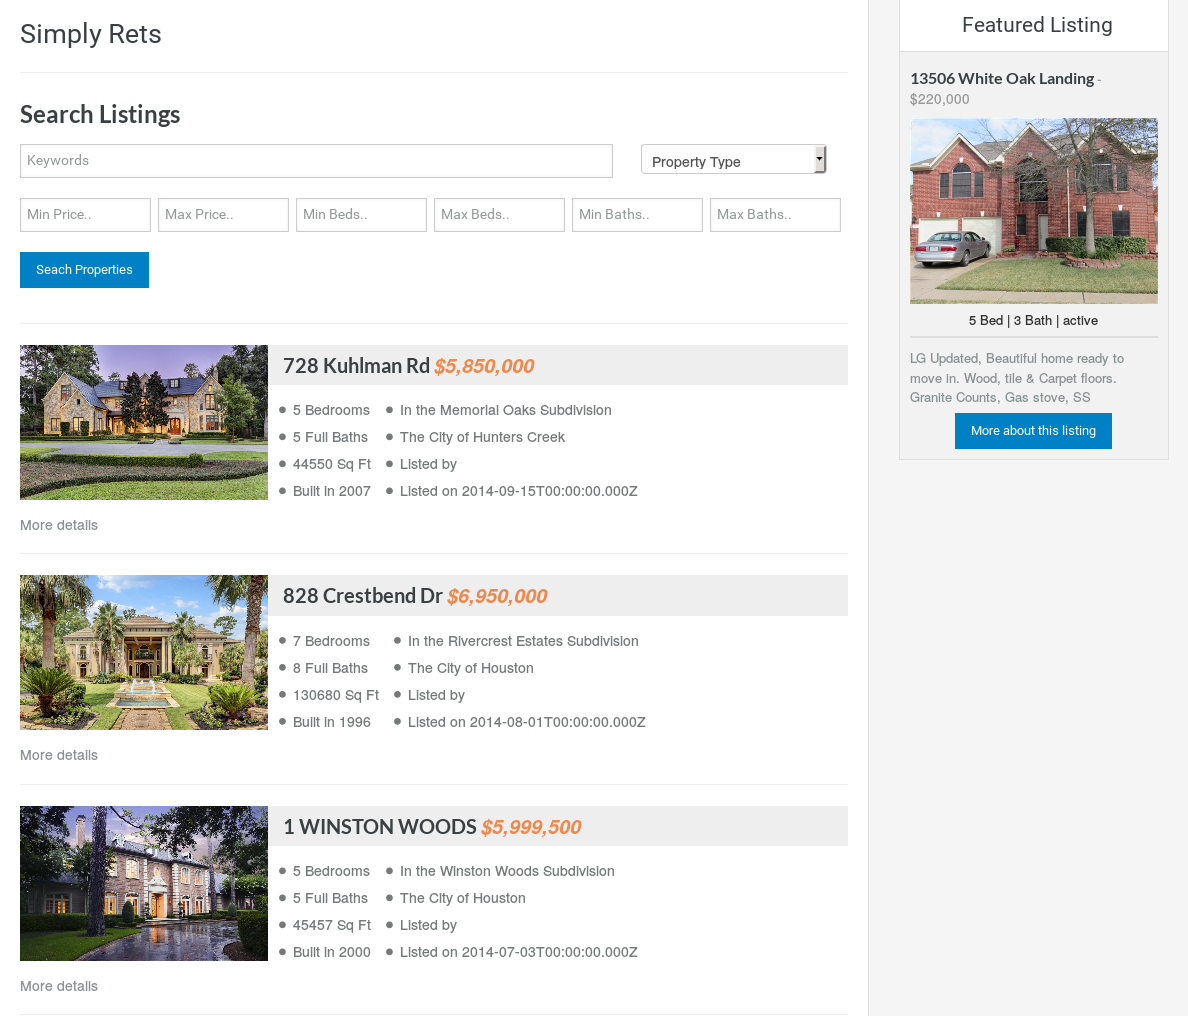 Simply Rets
Search Listings
Keywords
Property Type
Min Price..
Max Price..
Min Beds..
Max Beds..
Min Baths..
Max Baths..
Seach Properties
728 Kuhlman Rd $5,850,000
5 Bedrooms
In the Memorial Oaks Subdivision
5 Full Baths
The City of Hunters Creek
44550 Sq Ft
Listed by
Built in 2007
Listed on 2014-09-15T00:00:00.000Z
More details
828 Crestbend Dr $6,950,000
7 Bedrooms
In the Rivercrest Estates Subdivision
8 Full Baths
The City of Houston
130680 Sq Ft
Listed by
Built in 1996
Listed on 2014-08-01T00:00:00.000Z
More details
1 WINSTON WOODS $5,999,500
5 Bedrooms
In the Winston Woods Subdivision
5 Full Baths
The City of Houston
45457 Sq Ft
Listed by
Built in 2000
Listed on 2014-07-03T00:00:00.000Z
More details
Featured Listing
13506 White Oak Landing -
$220,000
5 Bed | 3 Bath | active
LG Updated, Beautiful home ready to
move in. Wood, tile & Carpet floors.
Granite Counts, Gas stove, SS
More about this listing